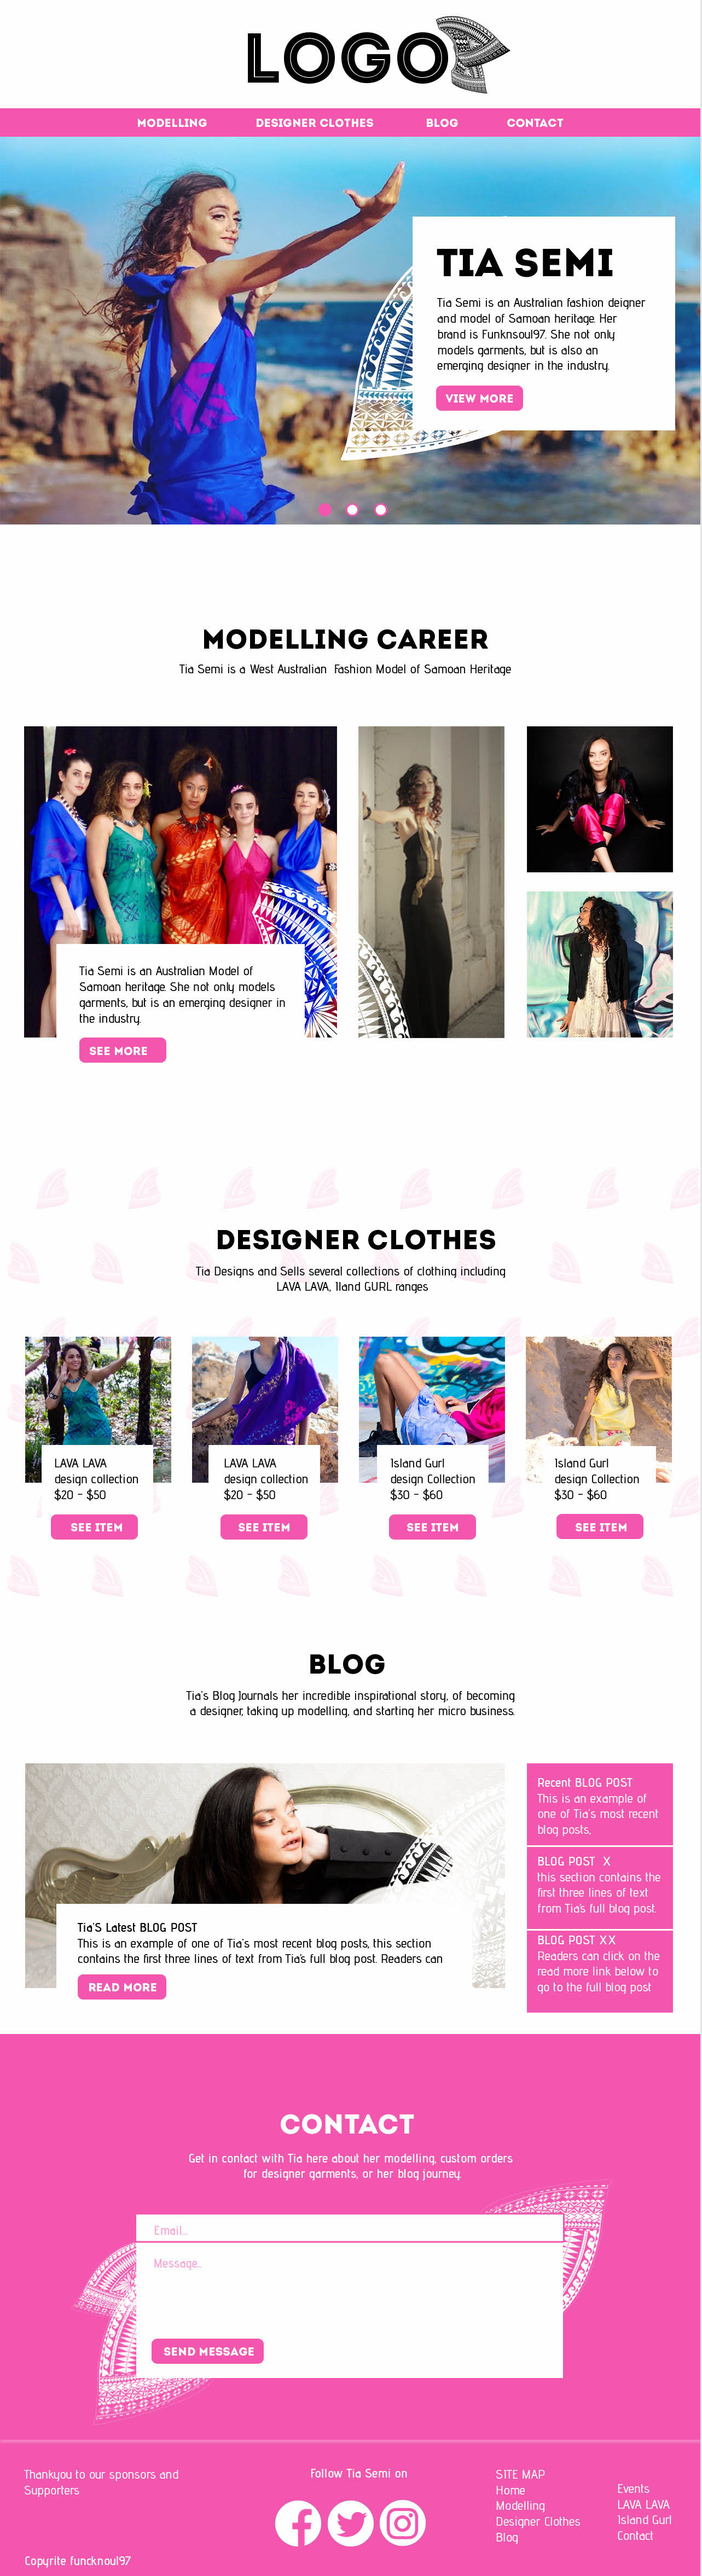 LOGO
MODELLING DESIGNER CLOTHES BLOG CONTACT
TIA SEMI
Tia Semi is an Australian fashion deigner
and model of Samoan heritage. Her
brand is Funknsoul97. She not only
models garments, but is also an
emerging designer in the industry.
VIEW MORE
MODELLING CAREER
Tia Semi is a West Australian Fashion Model of Samoan Heritage
Tia Semi is an Australian Model of
Samoan heritage. She not only models
garments, but is an emerging designer in
the industry.
SEE MORE
DESIGNER CLOTHES
Tia Designs and Sells several collections of clothing including
LAVA LAVA, Iland GURL ranges
LAVA LAVA
design collection
$20 - $50
SEE ITEM
LAVA LAVA
design collection
$20 - $50
SEE ITEM
Island Gurl
design Collection
$30 - $60
SEE ITEM
Island Gurl
design Collection
$30 - $60
SEE ITEM
BLOG
Tia's Blog Journals her incredible inspirational story, of becoming
a designer, taking up modelling, and starting her micro business.
Tia'S Latest BLOG POST
This is an example of one of Tia's most recent blog posts, this section
contains the first three lines of text from Tia's full blog post. Readers can
READ MORE
Recent BLOG POST
This is an example of
one of Tia's most recent
blog posts,
BLOG POST X
this section contains the
first three lines of text
from Tia's full blog post.
BLOG POST XX
Readers can click on the
read more link below to
go to the full blog post
CONTACT
Get in contact with Tia here about her modelling, custom orders
for designer garments, or her blog journey.
Email...
Message...
SEND MESSAGE
Thankyou to our sponsors and
Supporters
Copyrite funcknoul97
Follow Tia Semi on
SITE MAP
Home
Modelling
Designer Clothes
Blog
Events
LAVA LAVA
Island Gurl
Contact